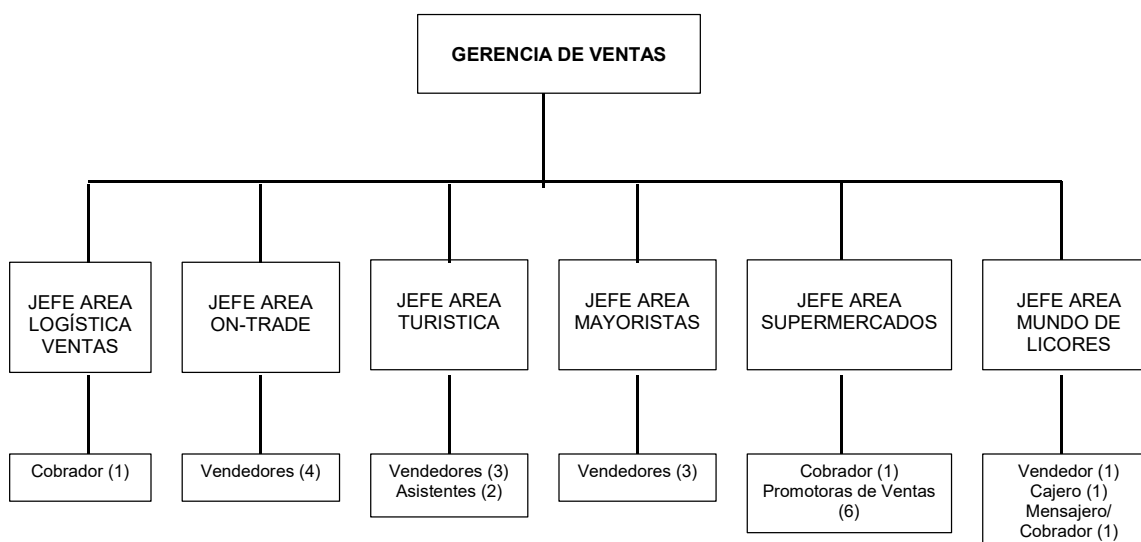 GERENCIA DE VENTAS
JEFE AREA
LOGÍSTICA
VENTAS
JEFE AREA
ON-TRADE
JEFE AREA
TURISTICA
JEFE AREA
MAYORISTAS
JEFE AREA
SUPERMERCADOS
JEFE AREA
MUNDO DE
LICORES
Cobrador (1)
Vendedores (4)
Vendedores (3)
Asistentes (2)
Vendedores (3)
Cobrador (1)
Promotoras de Ventas
(6)
Vendedor (1)
Cajero (1)
Mensajero/
Cobrador (1)